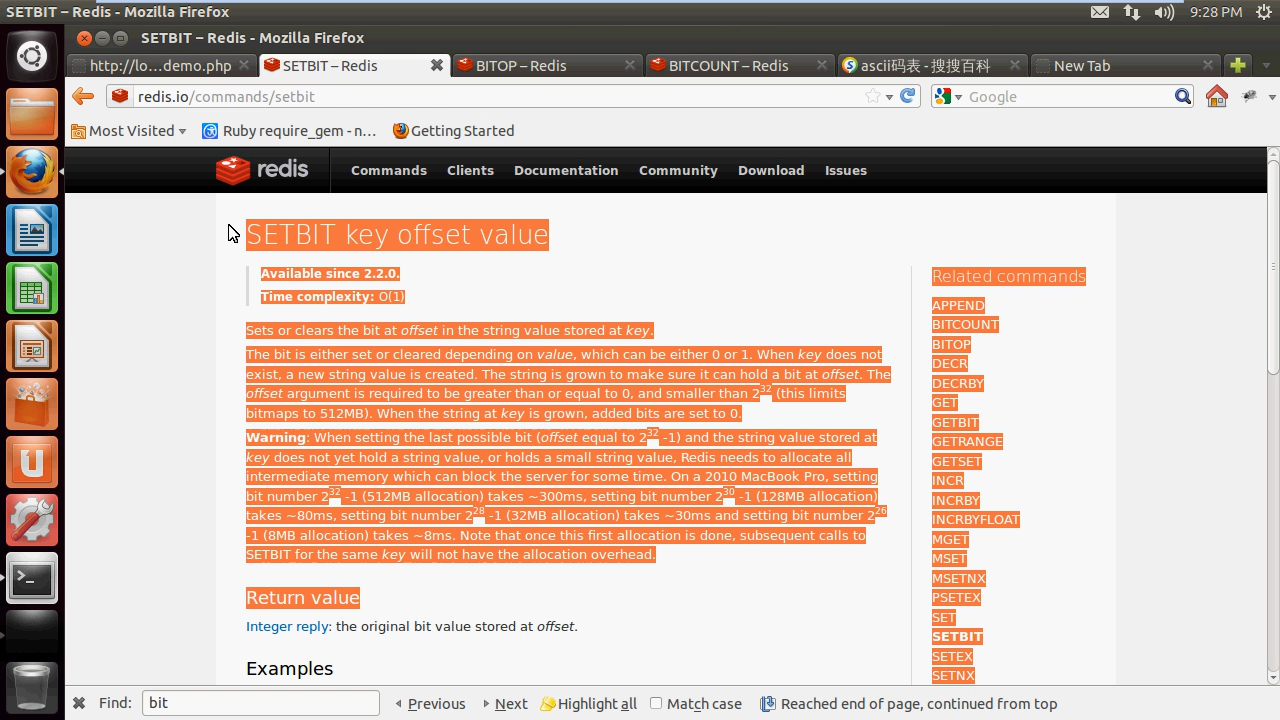 SETBIT – Redis - Mozilla Firefox
9:28 PM
SETBIT – Redis - Mozilla Firefox
http://lo...demo.php
SETBIT – Redis
BITOP – Redis
BITCOUNT – Redis
ascii码表 - 搜搜百科
New Tab
redis.io/commands/setbit
Google
Most Visited
Ruby require_gem - n...
Getting Started
redis
Commands
Clients
Documentation
Community
Download
Issues
SETBIT key offset value
Available since 2.2.0.
Time complexity: O(1)
Sets or clears the bit at offset in the string value stored at key.
The bit is either set or cleared depending on value, which can be either 0 or 1. When key does not
exist, a new string value is created. The string is grown to make sure it can hold a bit at offset. The
offset argument is required to be greater than or equal to 0, and smaller than 2^32 (this limits
bitmaps to 512MB). When the string at key is grown, added bits are set to 0.
Warning: When setting the last possible bit (offset equal to 2^32 -1) and the string value stored at
key does not yet hold a string value, or holds a small string value, Redis needs to allocate all
intermediate memory which can block the server for some time. On a 2010 MacBook Pro, setting
bit number 2^32 -1 (512MB allocation) takes ~300ms, setting bit number 2^30 -1 (128MB allocation)
takes ~80ms, setting bit number 2^28 -1 (32MB allocation) takes ~30ms and setting bit number 2^26
-1 (8MB allocation) takes ~8ms. Note that once this first allocation is done, subsequent calls to
SETBIT for the same key will not have the allocation overhead.
Return value
Integer reply: the original bit value stored at offset.
Examples
Related commands
APPEND
BITCOUNT
BITOP
DECR
DECRBY
GET
GETBIT
GETRANGE
GETSET
INCR
INCRBY
INCRBYFLOAT
MGET
MSET
MSETNX
PSETEX
SET
SETBIT
SETEX
SETNX
Find: bit
Previous
Next
Highlight all
Match case
Reached end of page, continued from top